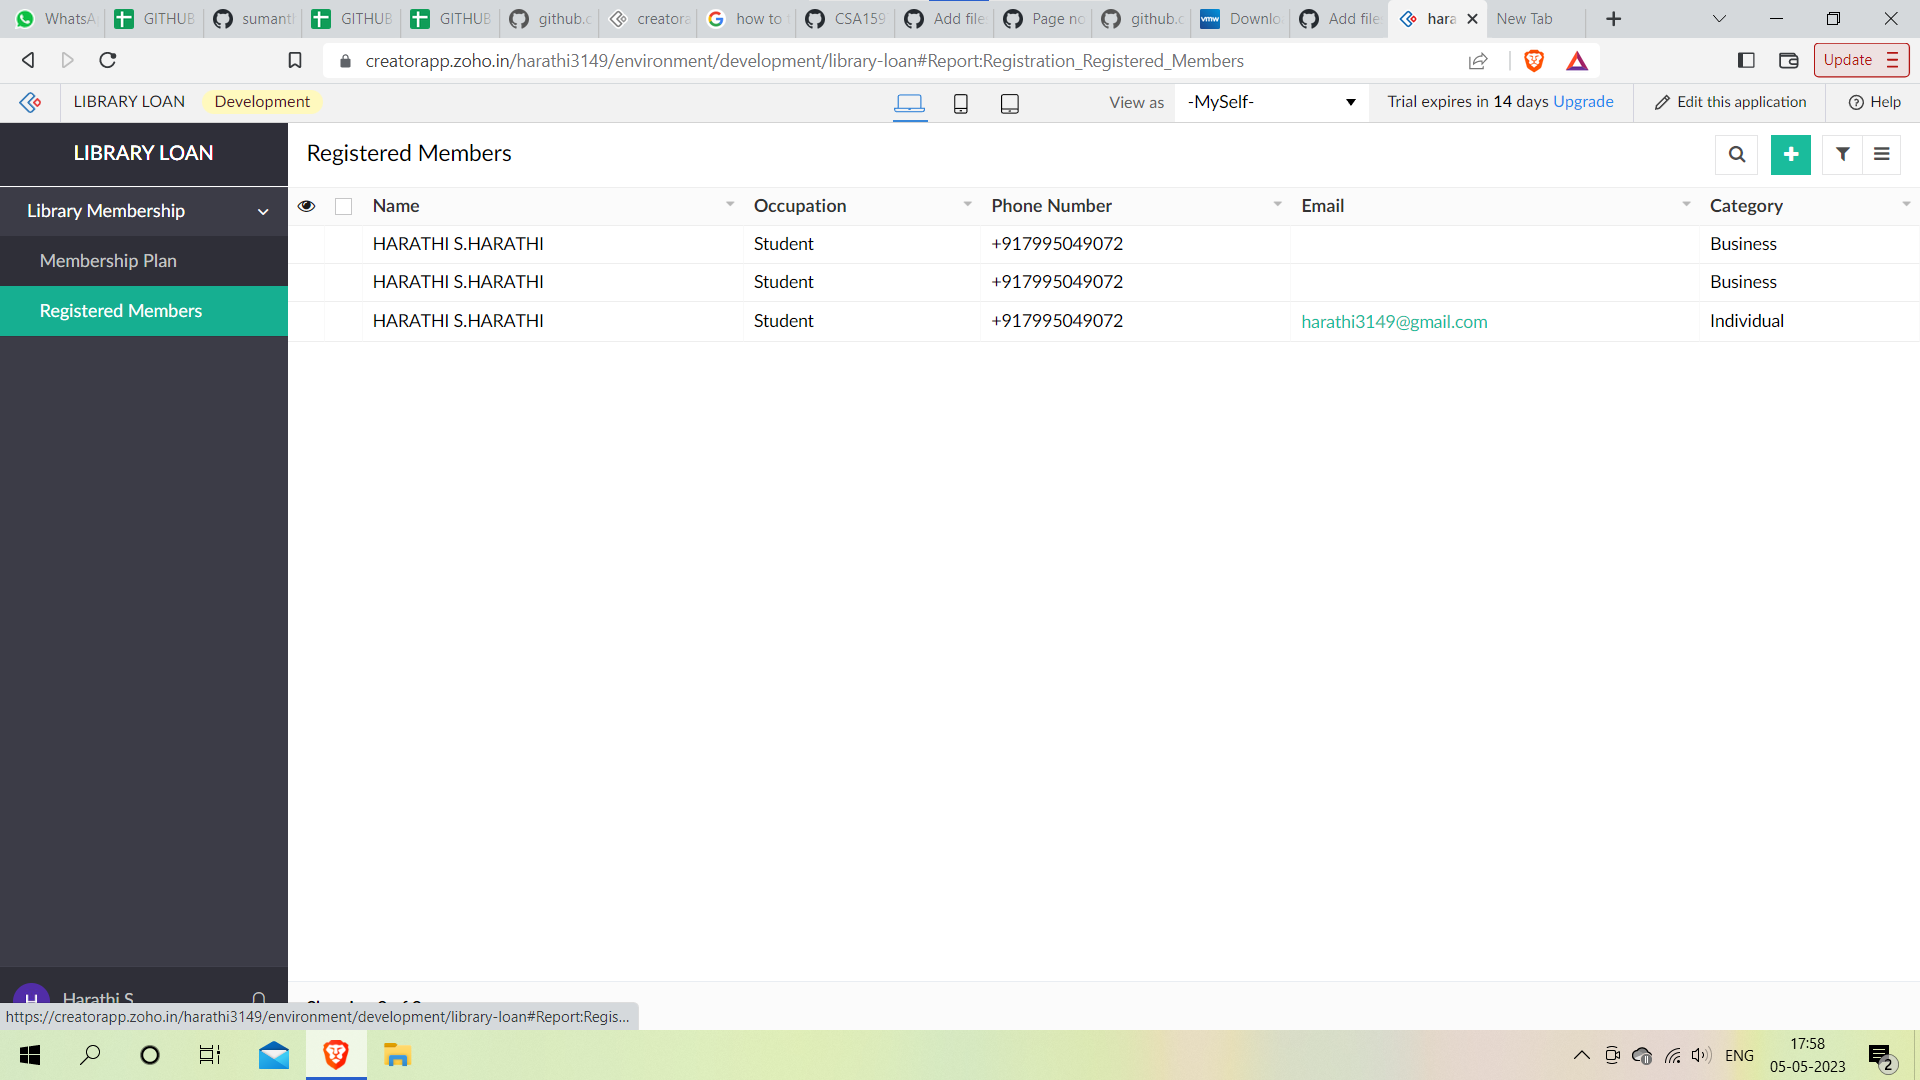 WhatsA
GITHUB
sumant
GITHUB
GITHUB
github.c
creatora
how to
CSA159
Add file
Page no
github.c
vmw Downlo
Add file
hara
New Tab
creatorapp.zoho.in/harathi3149/environment/development/library-loan#Report:Registration_Registered_Members
Update
LIBRARY LOAN Development
View as -MySelf-
Trial expires in 14 days Upgrade
Edit this application
Help
LIBRARY LOAN
Registered Members
Library Membership
Membership Plan
Registered Members
Name Occupation Phone Number Email Category
HARATHI S.HARATHI Student +917995049072 Business
HARATHI S.HARATHI Student +917995049072 Business
HARATHI S.HARATHI Student +917995049072 harathi3149@gmail.com Individual
H Harathi S
https://creatorapp.zoho.in/harathi3149/environment/development/library-loan#Report:Regis...
ENG
17:58
05-05-2023
2